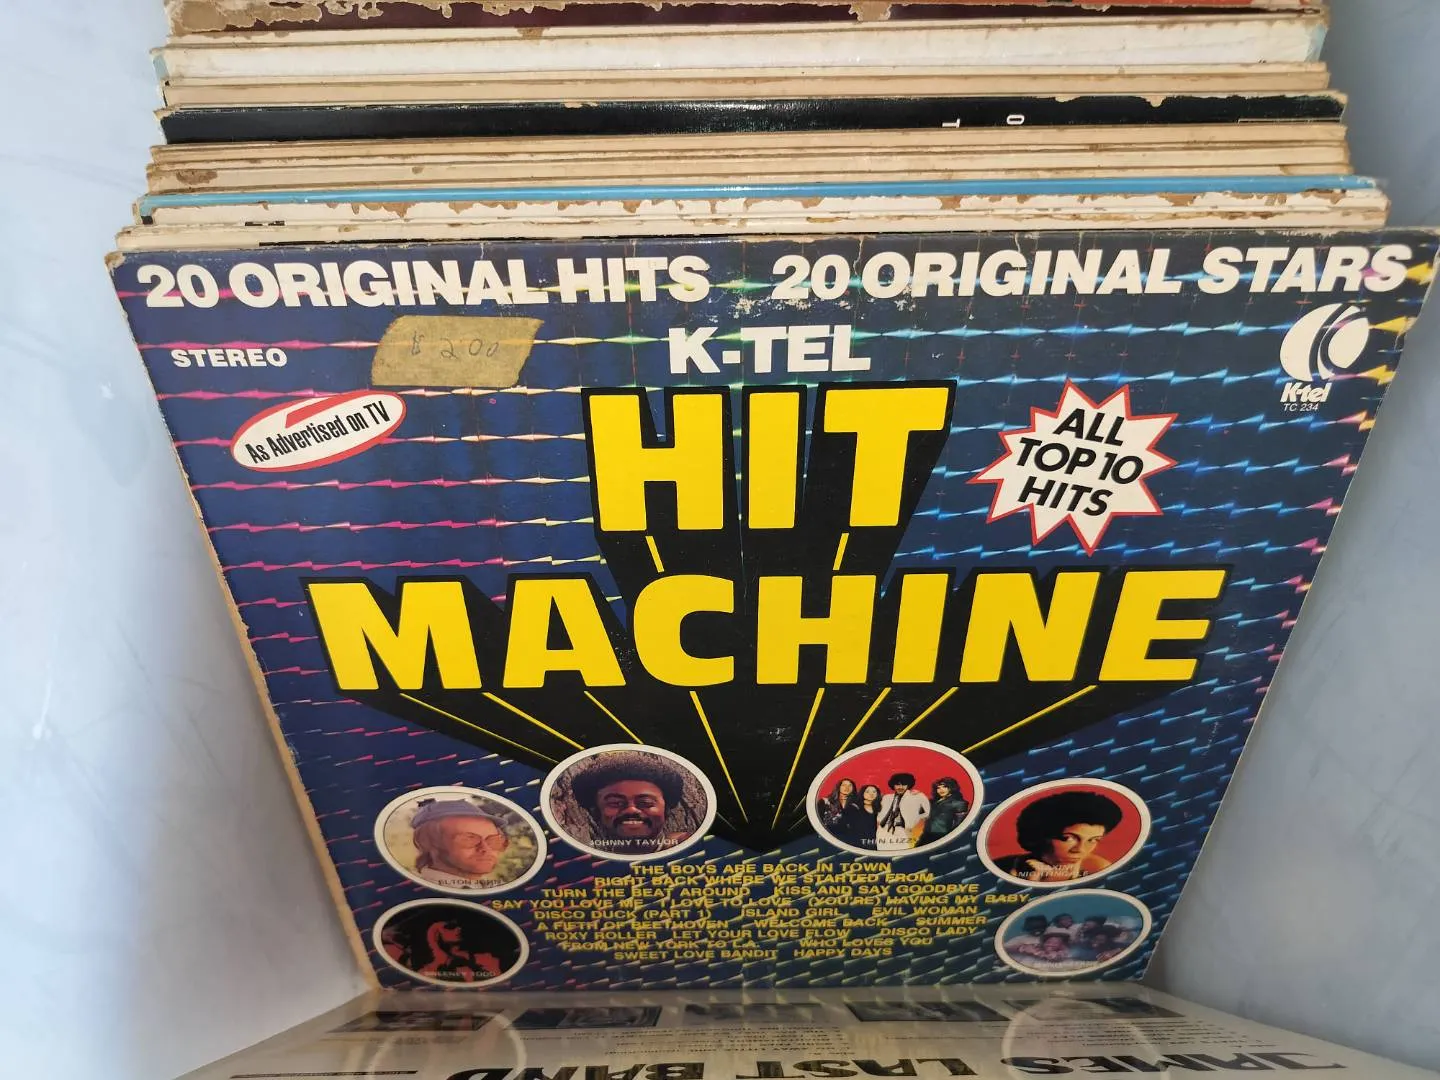 20 ORIGINAL HITS 20 ORIGINAL STARS
K-TEL
STEREO
200
K-tel
TC 234
As Advertised on TV
HIT
MACHINE
ALL
TOP 10
HITS
JOHNNY TAYLOR
THIN LIZZY
ELTON JOHN
NIGHTINGALE
SWEENEY TODD
THE BOYS ARE BACK IN TOWN
RIGHT BACK WHERE WE STARTED FROM
TURN THE BEAT AROUND KISS AND SAY GOODBYE
SAY YOU LOVE ME I LOVE TO LOVE (YOU'RE) HAVING MY BABY
DISCO DUCK (PART 1) ISLAND GIRL EVIL WOMAN
A FIFTH OF BEETHOVEN WELCOME BACK SUMMER
ROXY ROLLER LET YOUR LOVE FLOW DISCO LADY
FROM NEW YORK TO L.A. WHO LOVES YOU
SWEET LOVE BANDIT HAPPY DAYS
JAMES LAST BAND